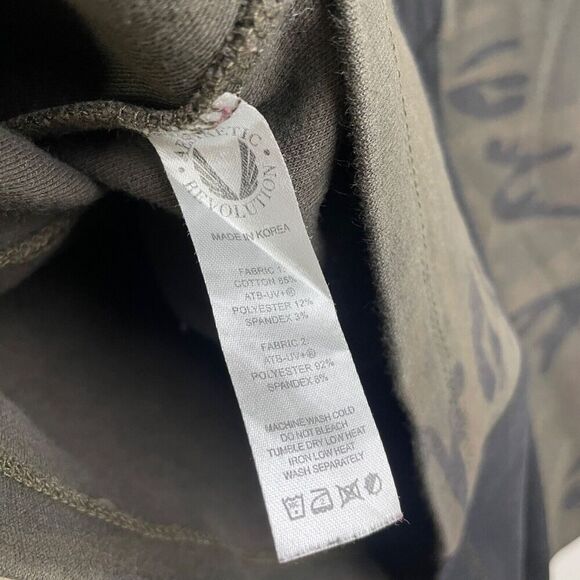 AESTHETIC
REVOLUTION
MADE IN KOREA
FABRIC 1:
COTTON 85%
ATB-UV+®
POLYESTER 12%
SPANDEX 3%
FABRIC 2:
ATB-UV+®
POLYESTER 92%
SPANDEX 8%
MACHINE WASH COLD
DO NOT BLEACH
TUMBLE DRY LOW HEAT
IRON LOW HEAT
WASH SEPARATELY